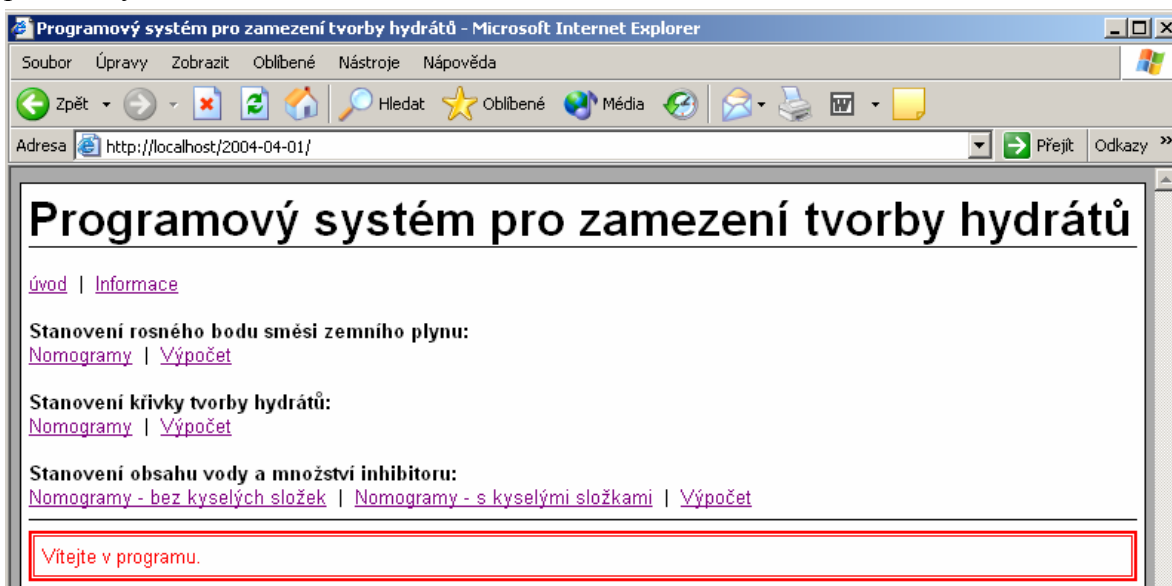 Programový systém pro zamezení tvorby hydrátů - Microsoft Internet Explorer
Soubor Úpravy Zobrazit Oblíbené Nástroje Nápověda
Zpět Hledat Oblíbené Média
Adresa http://localhost/2004-04-01/ Přejít Odkazy »
Programový systém pro zamezení tvorby hydrátů
úvod | Informace
Stanovení rosného bodu směsi zemního plynu:
Nomogramy | Výpočet
Stanovení křivky tvorby hydrátů:
Nomogramy | Výpočet
Stanovení obsahu vody a množství inhibitoru:
Nomogramy - bez kyselých složek | Nomogramy - s kyselými složkami | Výpočet
Vítejte v programu.